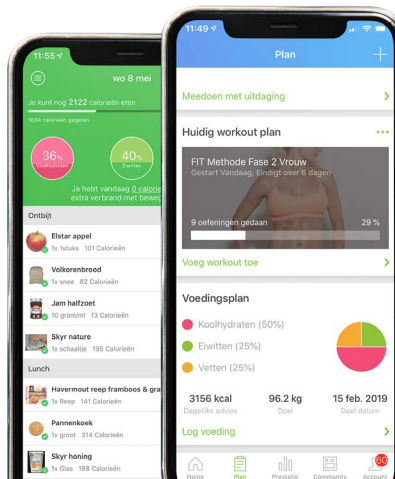 11:55
wo 8 mei
Je kunt nog 2122 calorieën eten
1034 calorieën gegeten
36%
Koolhydraten
40%
Eiwitten
Je hebt vandaag 0 calorie
extra verbrand met beweg
Ontbijt
Elstar appel
1x 1stuks 101 Calorieën
Volkorenbrood
1x snee 82 Calorieën
Jam halfzoet
10 gram/ml 13 Calorieën
Skyr nature
1x schaaltje 195 Calorieën
Lunch
Havermout reep framboos & gra
1x Reep 141 Calorieën
Pannenkoek
1x groot 314 Calorieën
Skyr honing
1x Glas 188 Calorieën
11:49
Plan
Meedoen met uitdaging
Huidig workout plan
FIT Methode Fase 2 Vrouw
Gestart Vandaag, Eindigt over 6 dagen
9 oefeningen gedaan 29 %
Voeg workout toe
Voedingsplan
Koolhydraten (50%)
Eiwitten (25%)
Vetten (25%)
3156 kcal 96.2 kg 15 feb. 2019
Dagelijks advies Doel Doel datum
Log voeding
60
Home Plan Prestatie Community Account